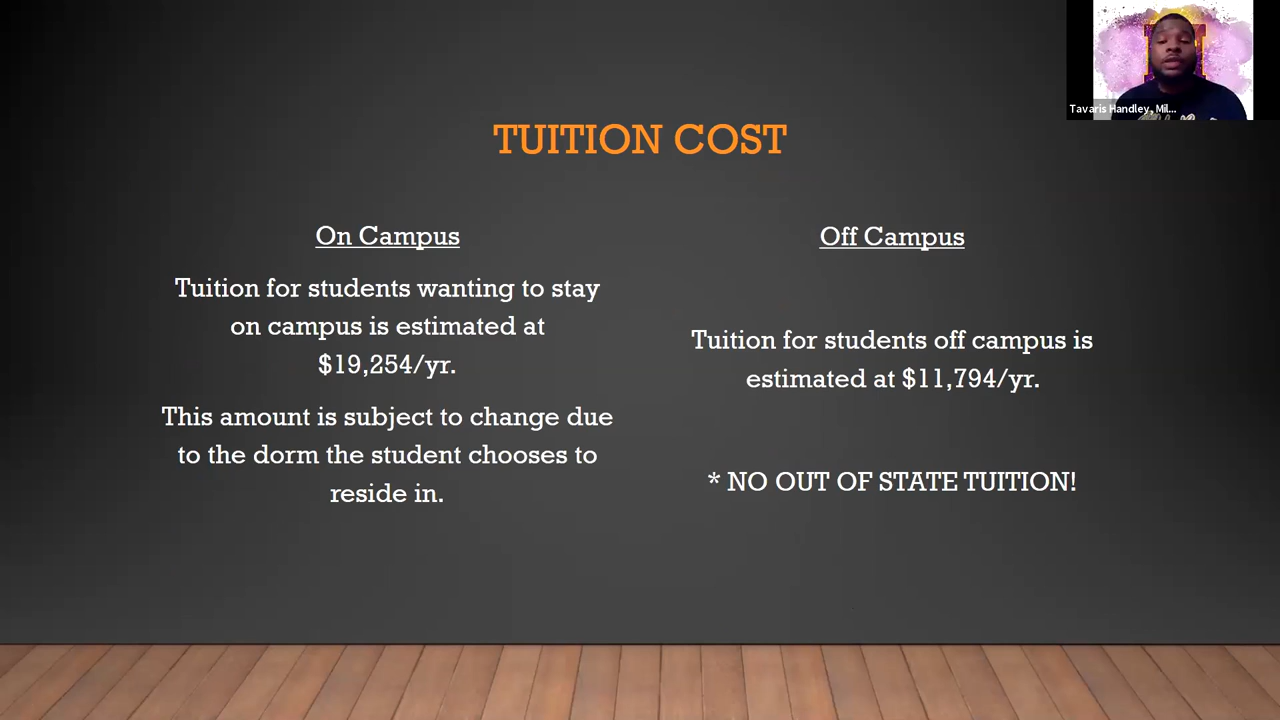 Tavaris Handley, Mil...
TUITION COST
On Campus
Tuition for students wanting to stay
on campus is estimated at
$19,254/yr.
This amount is subject to change due
to the dorm the student chooses to
reside in.
Off Campus
Tuition for students off campus is
estimated at $11,794/yr.
* NO OUT OF STATE TUITION!